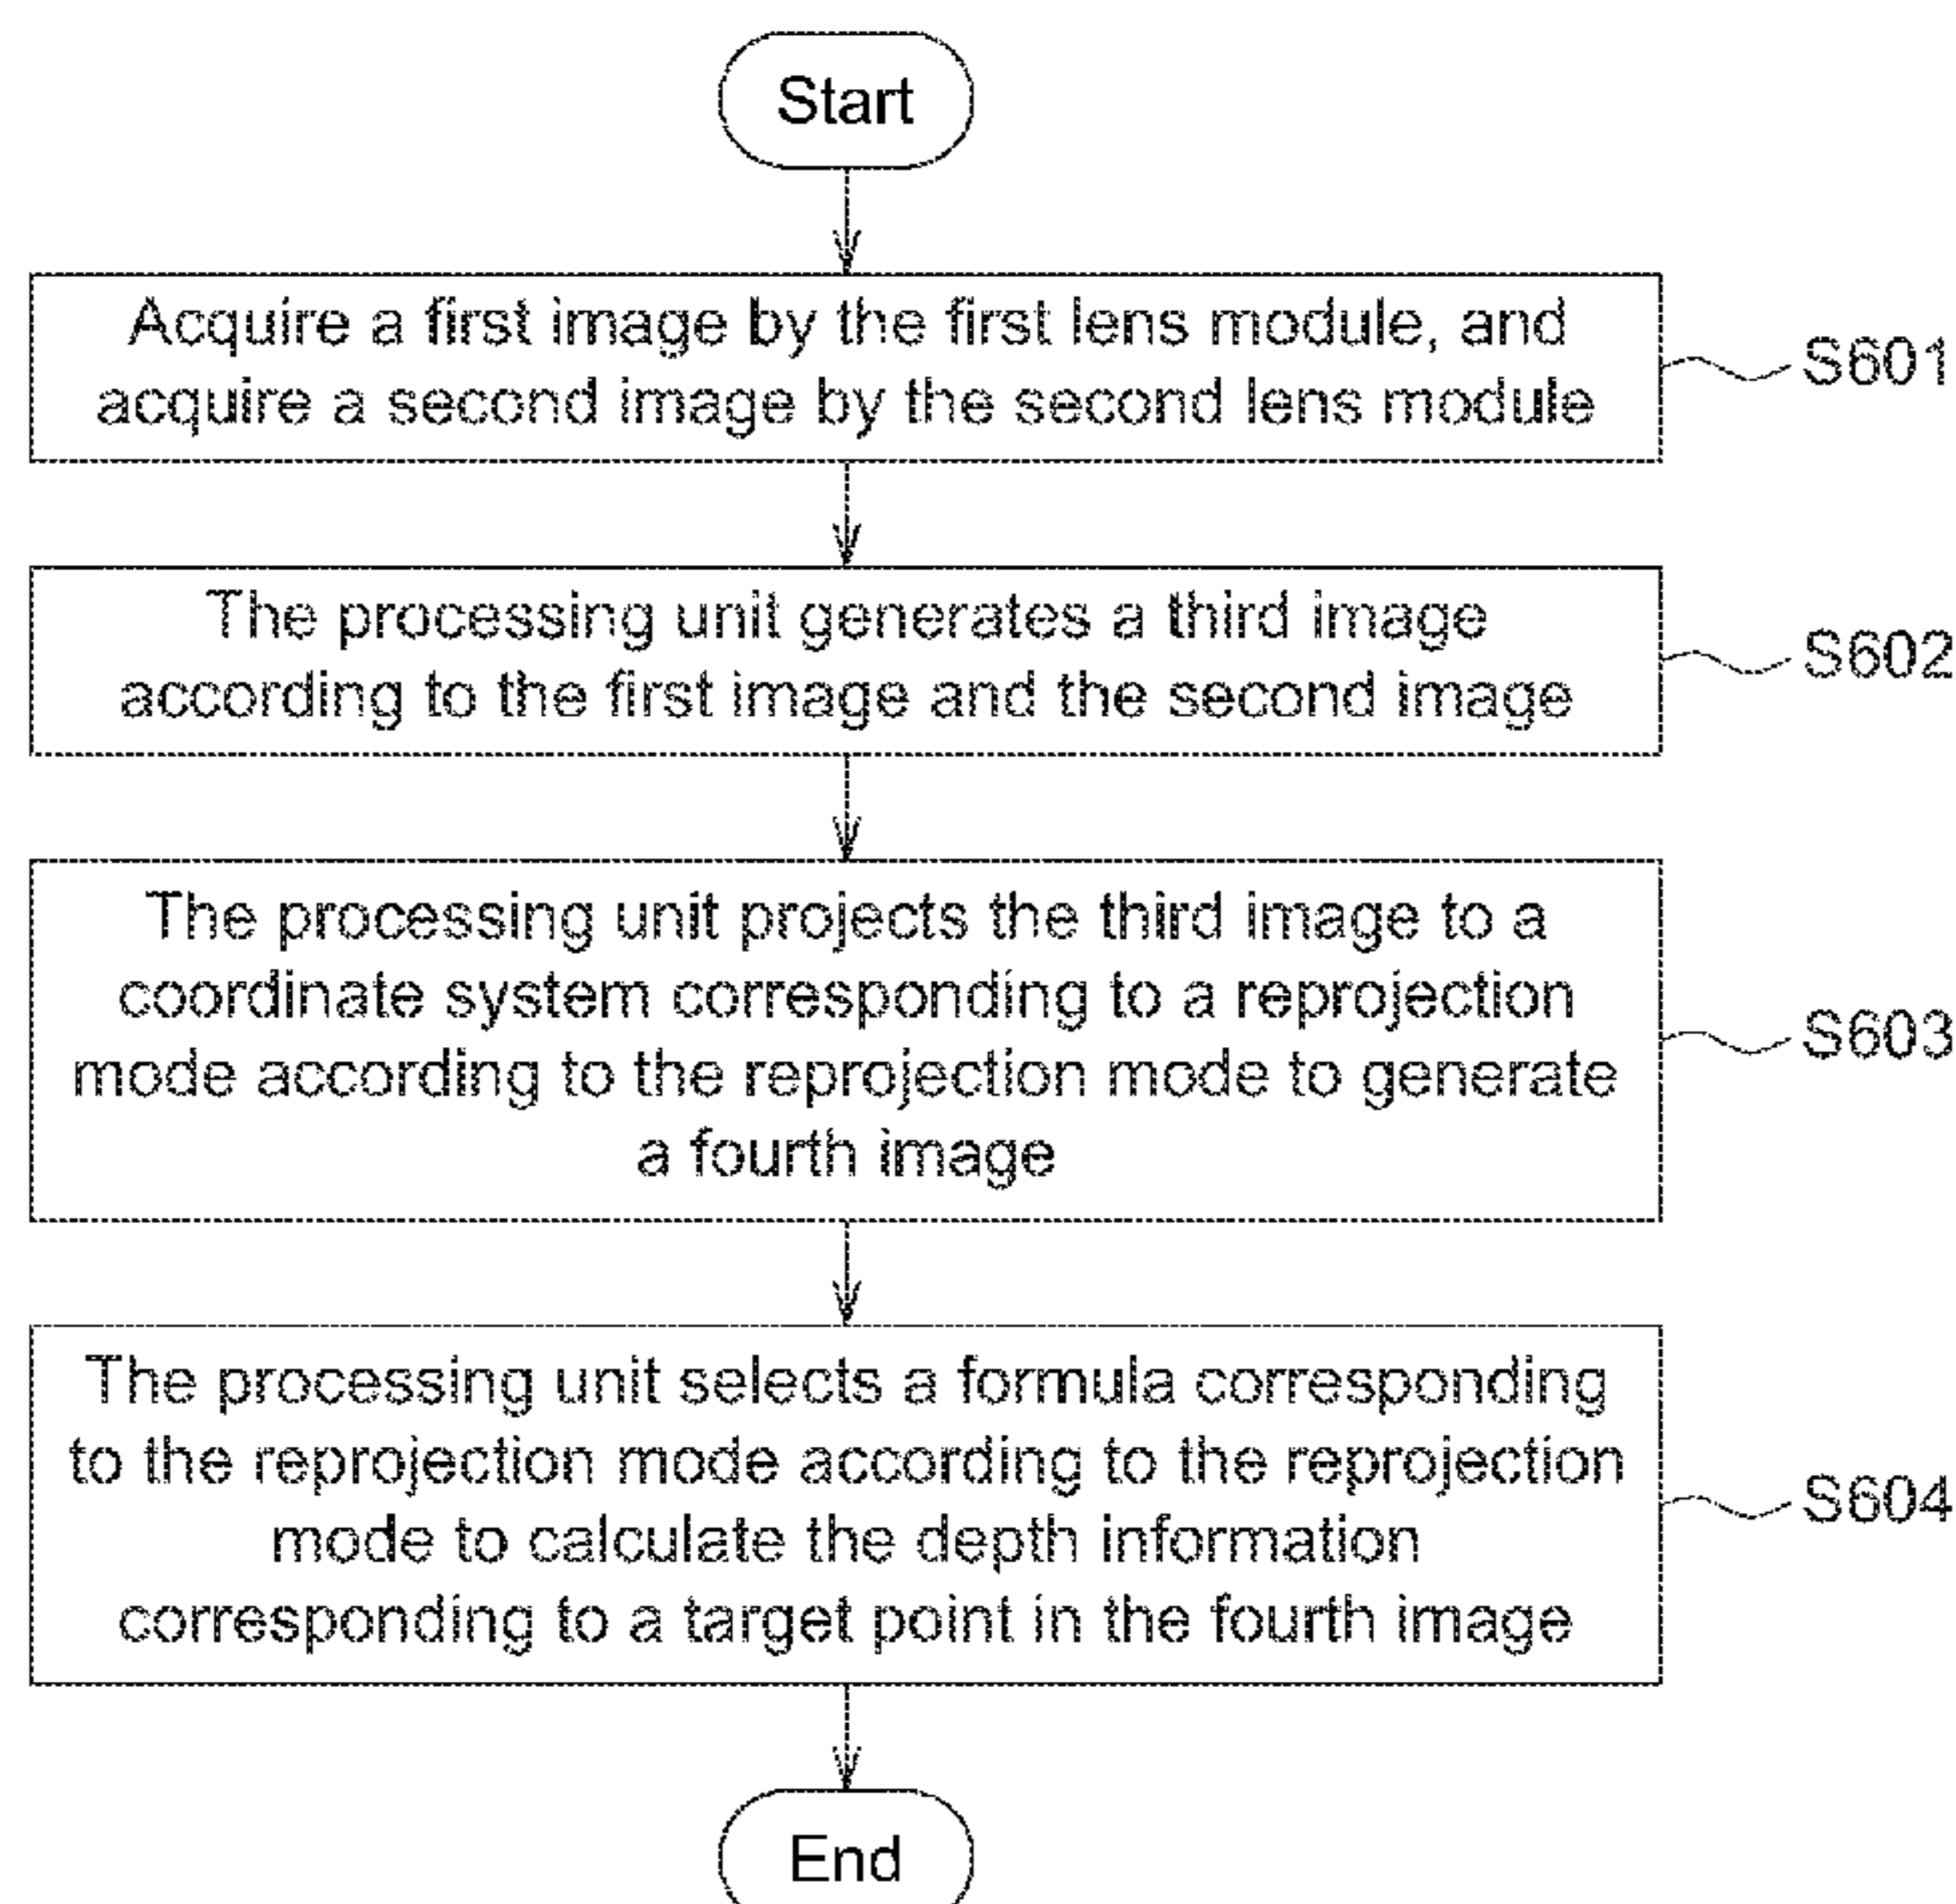 Start
Acquire a first image by the first lens module, and
acquire a second image by the second lens module
S601
The processing unit generates a third image
according to the first image and the second image
S602
The processing unit projects the third image to a
coordinate system corresponding to a reprojection
mode according to the reprojection mode to generate
a fourth image
S603
The processing unit selects a formula corresponding
to the reprojection mode according to the reprojection
mode to calculate the depth information
corresponding to a target point in the fourth image
S604
End